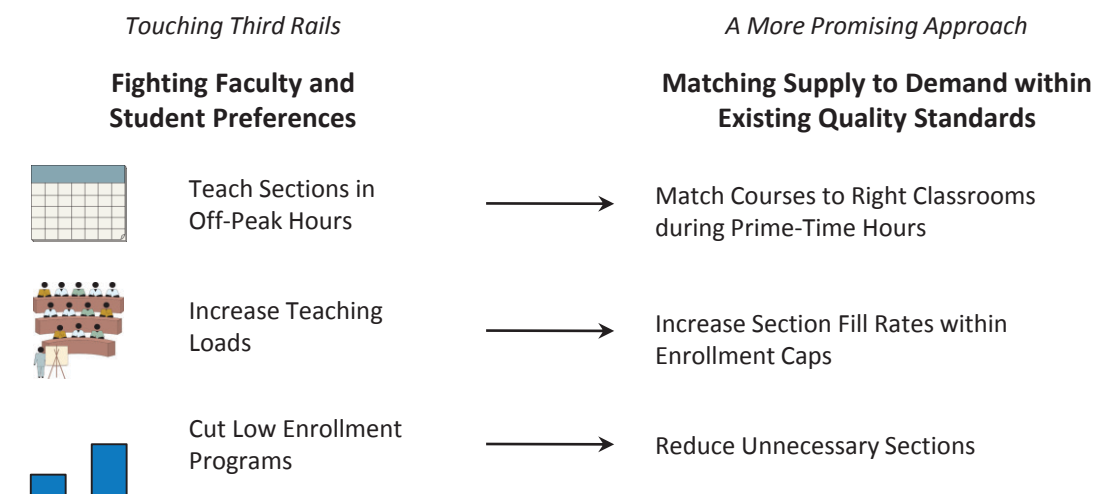 Touching Third Rails
A More Promising Approach
Fighting Faculty and
Student Preferences
Matching Supply to Demand within
Existing Quality Standards
Teach Sections in
Off-Peak Hours
Match Courses to Right Classrooms
during Prime-Time Hours
Increase Teaching
Loads
Increase Section Fill Rates within
Enrollment Caps
Cut Low Enrollment
Programs
Reduce Unnecessary Sections